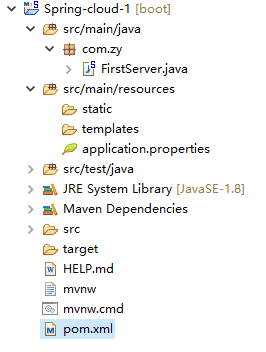 Spring-cloud-1 [boot]
src/main/java
com.zy
FirstServer.java
src/main/resources
static
templates
application.properties
src/test/java
JRE System Library [JavaSE-1.8]
Maven Dependencies
src
target
HELP.md
mvnw
mvnw.cmd
pom.xml